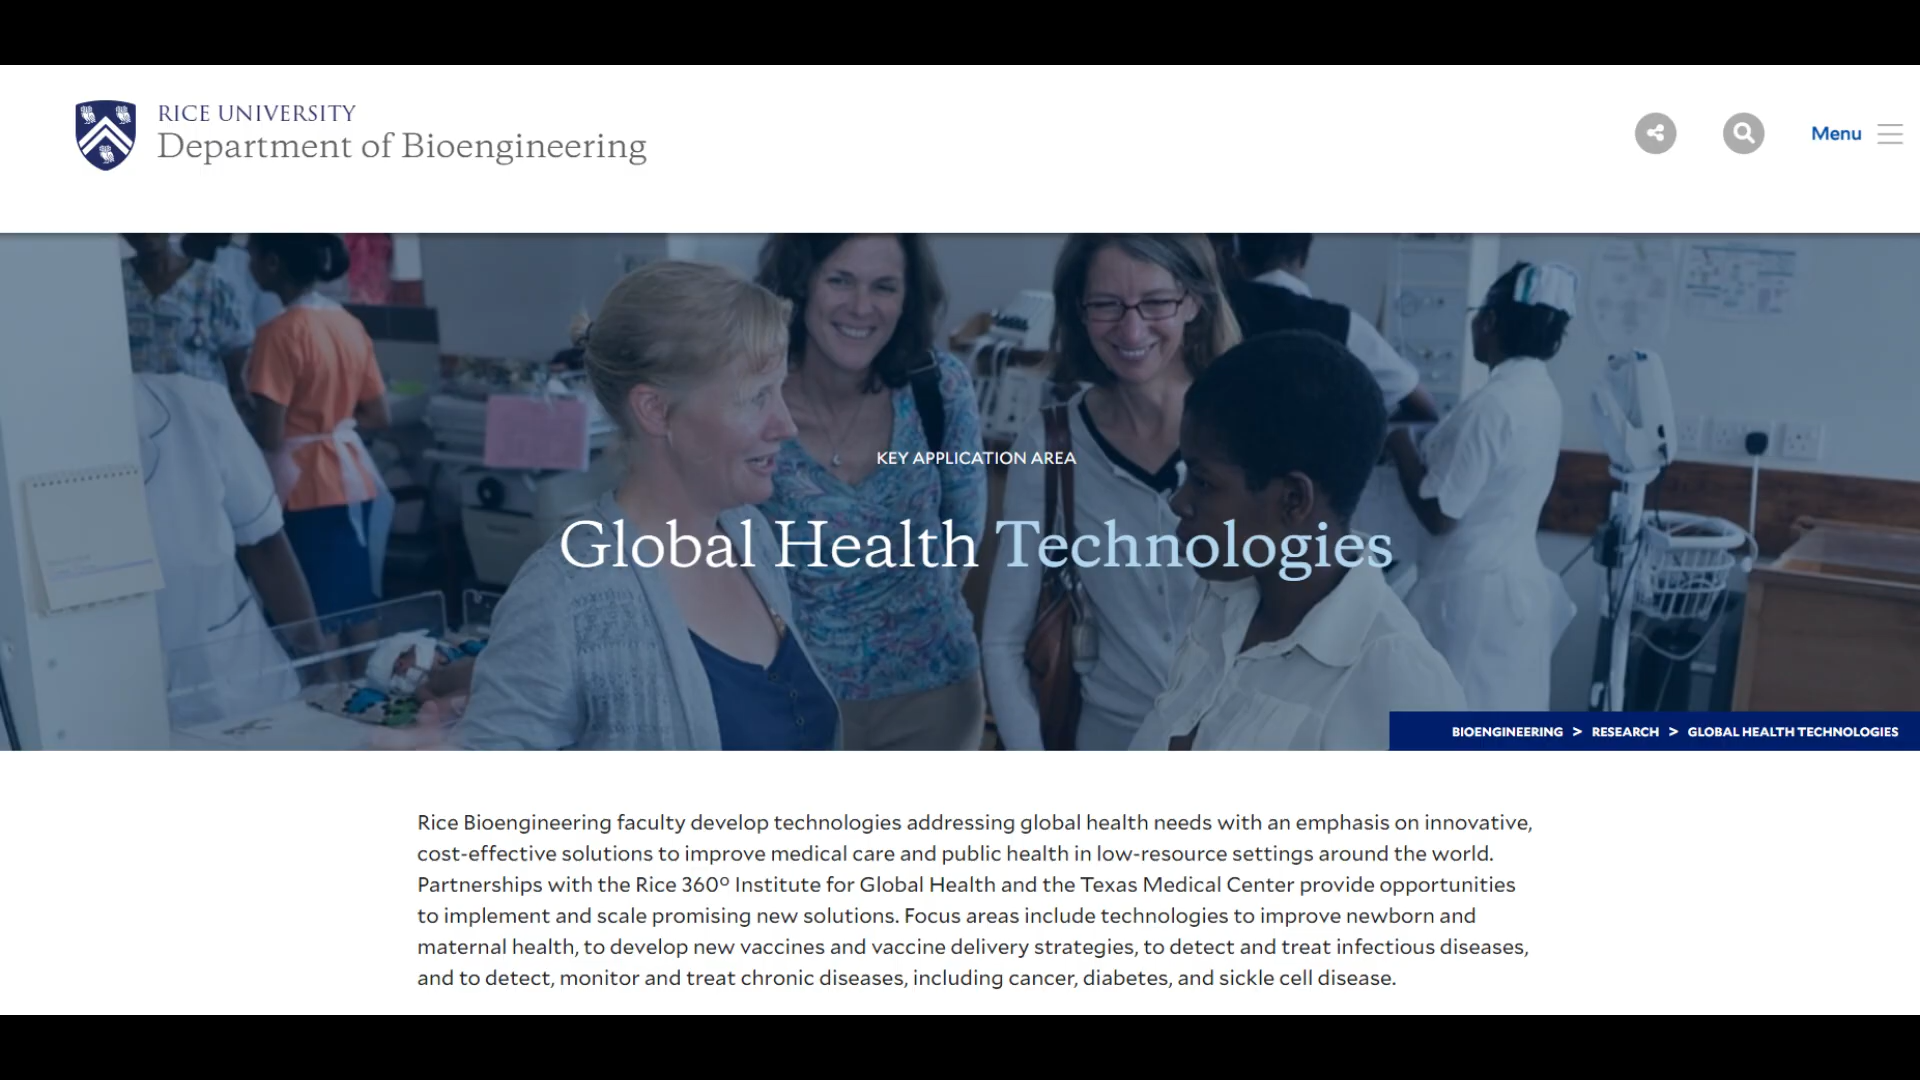 RICE UNIVERSITY
Department of Bioengineering
Menu
KEY APPLICATION AREA
Global Health Technologies
BIOENGINEERING > RESEARCH > GLOBAL HEALTH TECHNOLOGIES
Rice Bioengineering faculty develop technologies addressing global health needs with an emphasis on innovative,
cost-effective solutions to improve medical care and public health in low-resource settings around the world.
Partnerships with the Rice 360º Institute for Global Health and the Texas Medical Center provide opportunities
to implement and scale promising new solutions. Focus areas include technologies to improve newborn and
maternal health, to develop new vaccines and vaccine delivery strategies, to detect and treat infectious diseases,
and to detect, monitor and treat chronic diseases, including cancer, diabetes, and sickle cell disease.